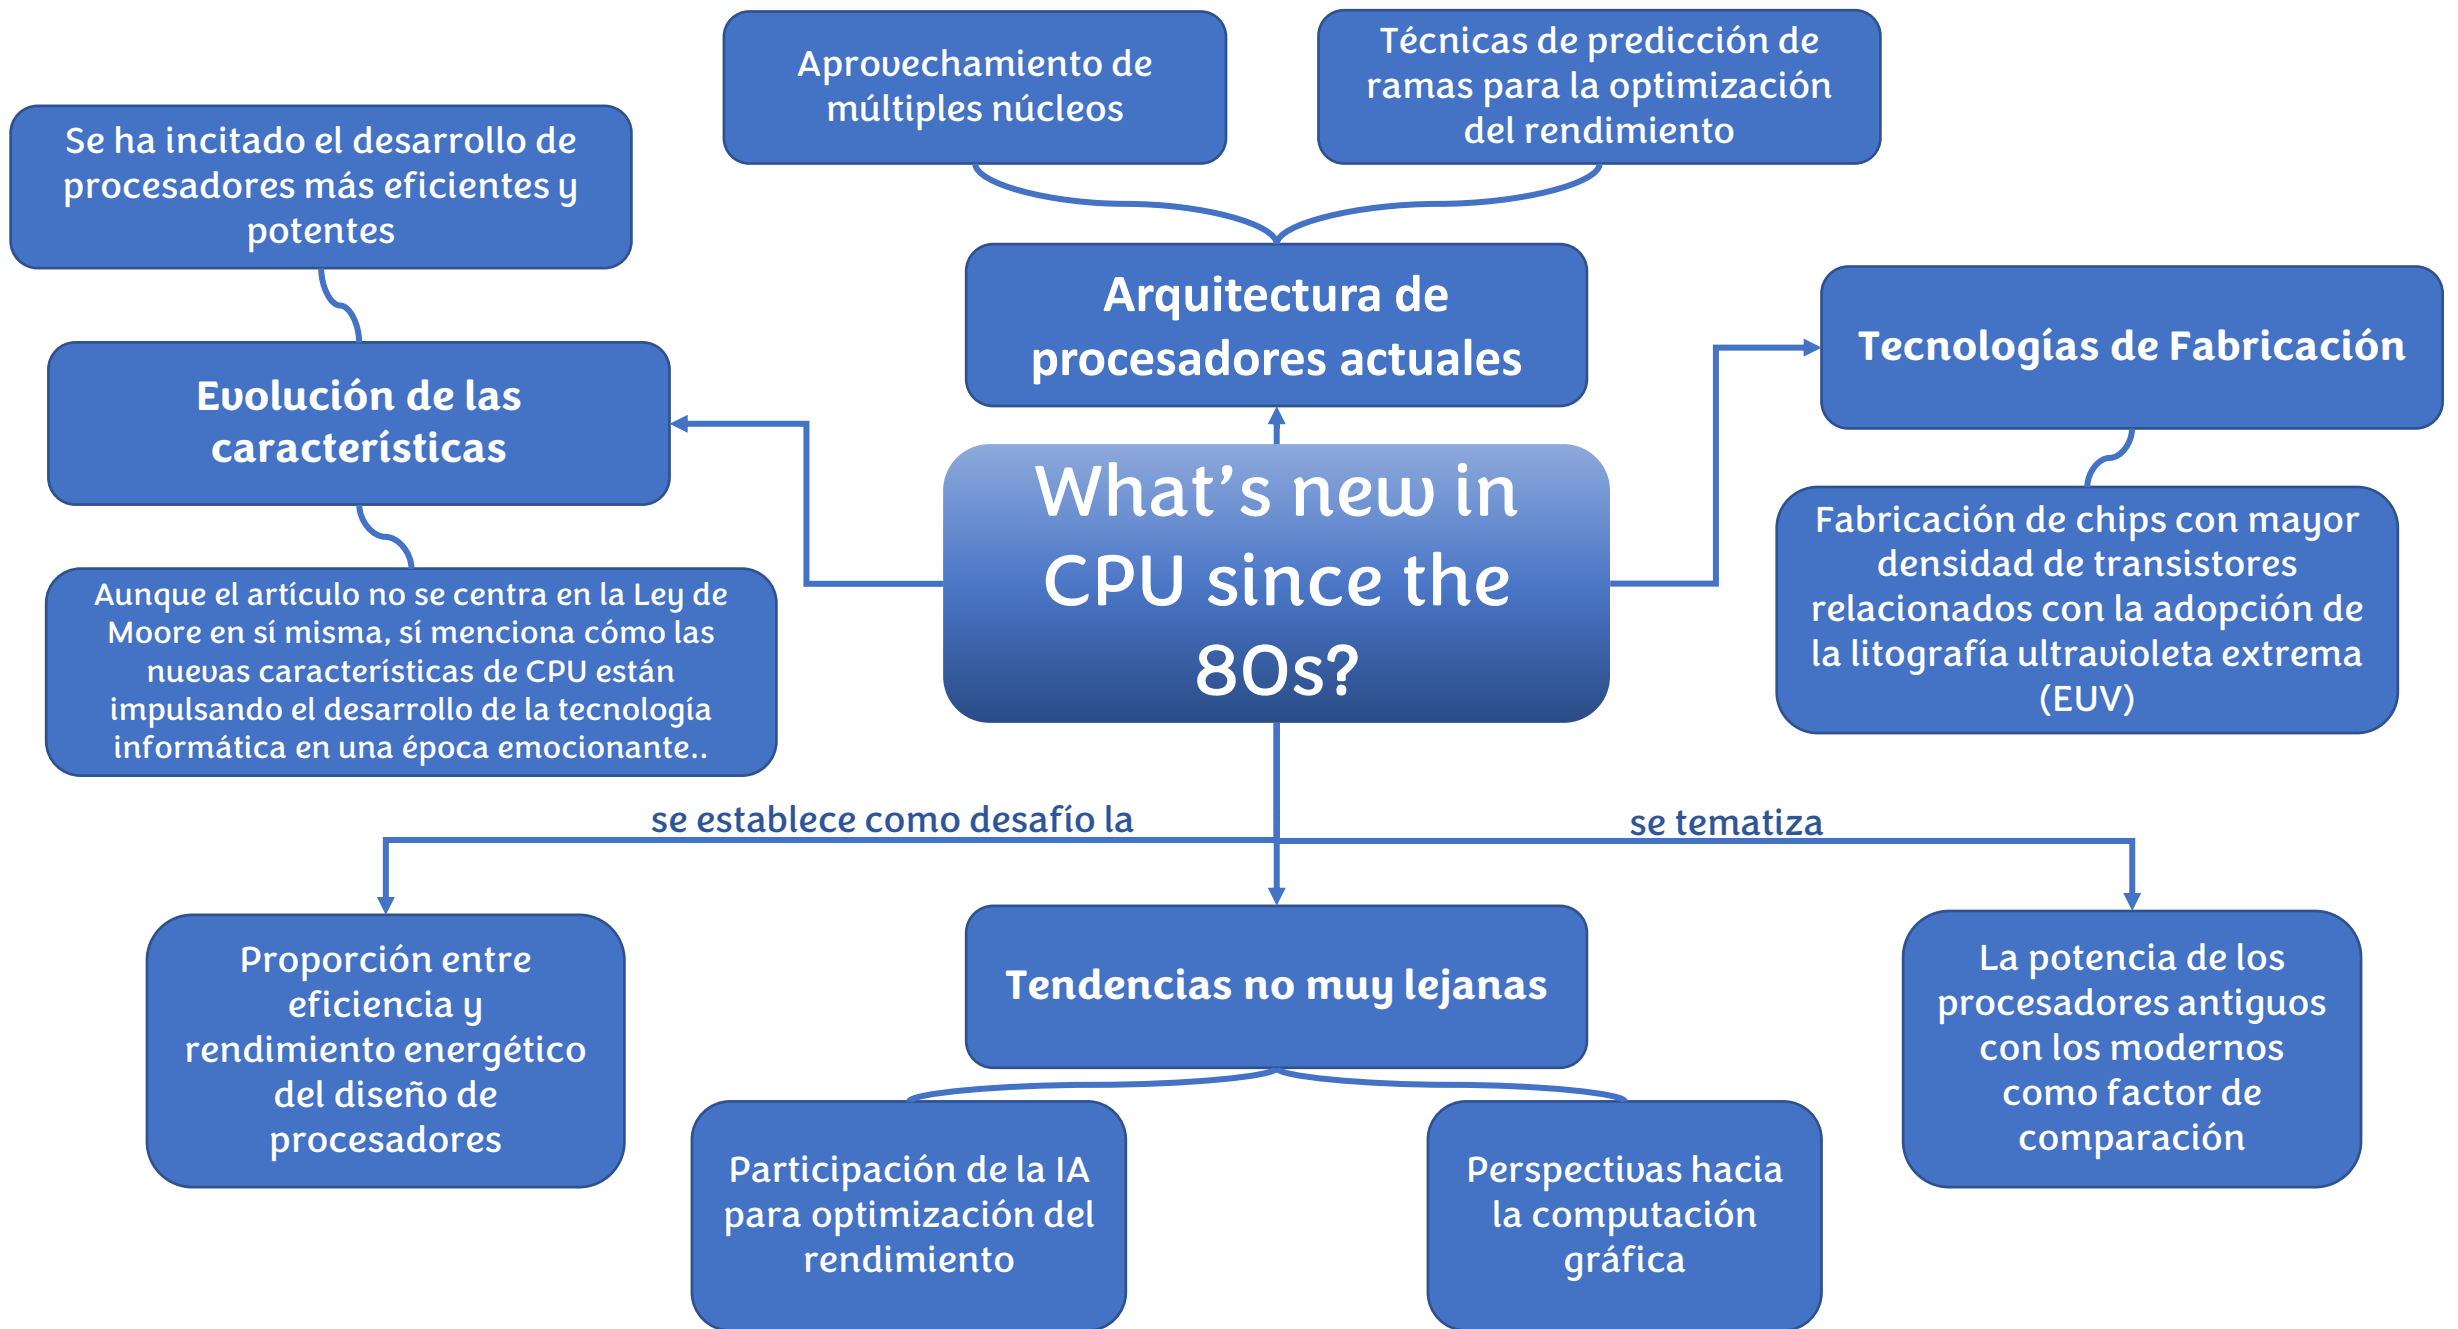 Aprovechamiento de
múltiples núcleos
Técnicas de predicción de
ramas para la optimización
del rendimiento
Se ha incitado el desarrollo de
procesadores más eficientes y
potentes
Arquitectura de
procesadores actuales
Tecnologías de Fabricación
Evolución de las
características
What's new in
CPU since the
80s?
Fabricación de chips con mayor
densidad de transistores
relacionados con la adopción de
la litografía ultravioleta extrema
(EUV)
Aunque el artículo no se centra en la Ley de
Moore en sí misma, sí menciona cómo las
nuevas características de CPU están
impulsando el desarrollo de la tecnología
informática en una época emocionante..
se establece como desafío la
se tematiza
Proporción entre
eficiencia y
rendimiento energético
del diseño de
procesadores
Tendencias no muy lejanas
La potencia de los
procesadores antiguos
con los modernos
como factor de
comparación
Participación de la IA
para optimización del
rendimiento
Perspectivas hacia
la computación
gráfica